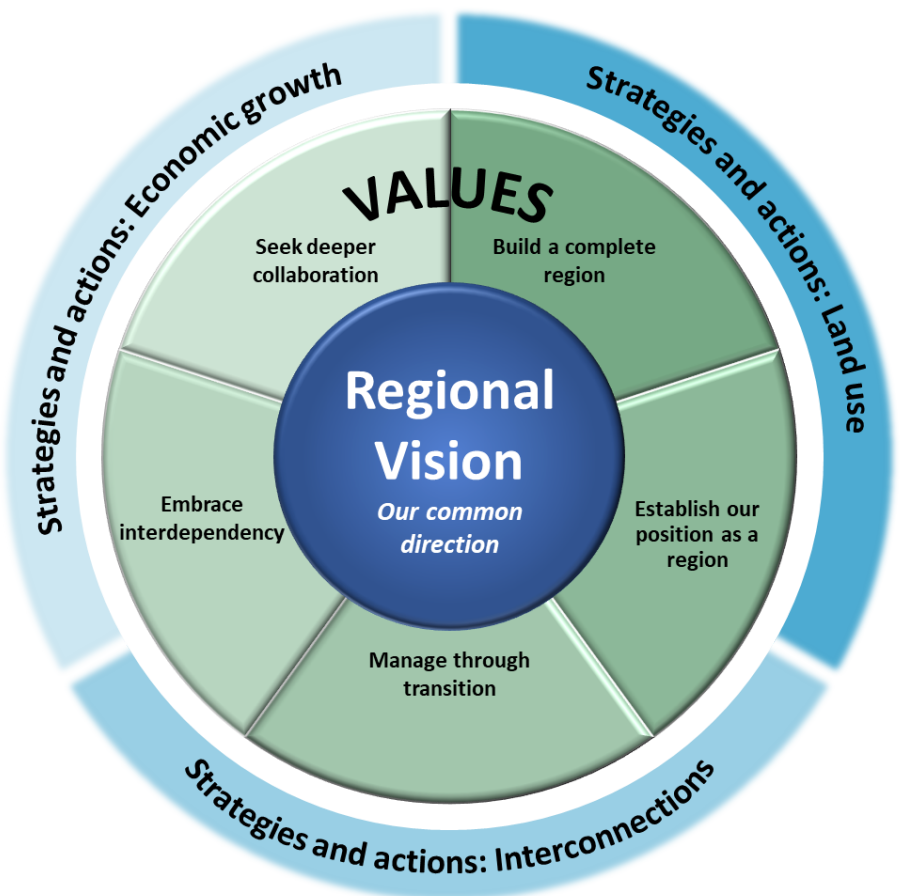 Strategies and actions: Economic growth
Strategies and actions: Land use
VALUES
Seek deeper
collaboration
Build a complete
region
Regional
Vision
Our common
direction
Embrace
interdependency
Establish our
position as a
region
Manage through
transition
Strategies and actions: Interconnections